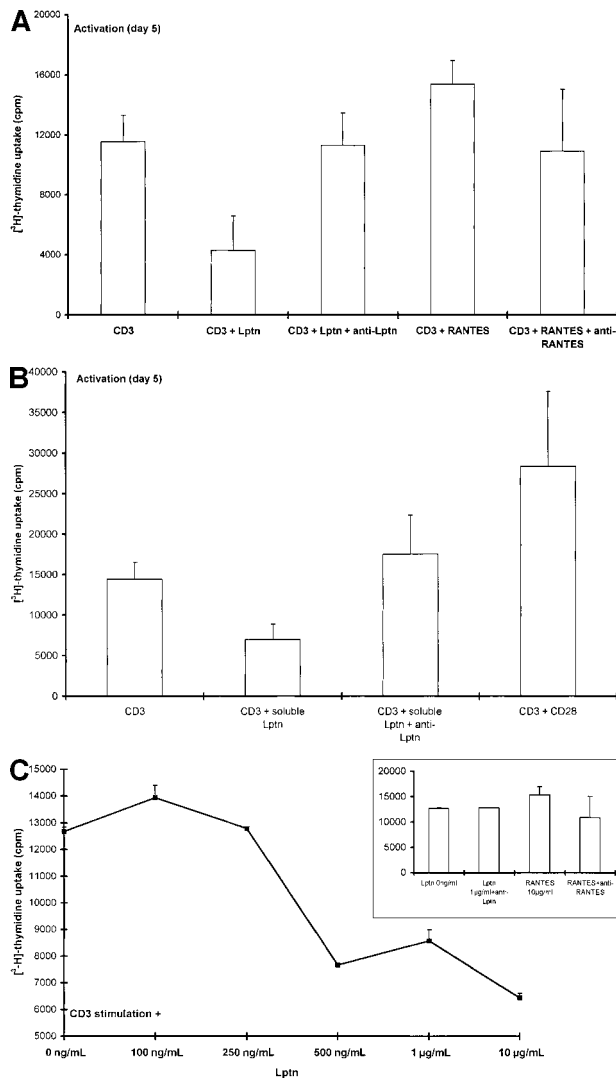 A
Activation (day 5)
[³H]-thymidine uptake (cpm)
20000
16000
12000
8000
4000
0
CD3
CD3 + Lptn
CD3 + Lptn + anti-Lptn
CD3 + RANTES
CD3 + RANTES + anti-
RANTES
B
Activation (day 5)
[³H]-thymidine uptake (cpm)
40000
35000
30000
25000
20000
15000
10000
5000
0
CD3
CD3 + soluble
Lptn
CD3 + soluble
Lptn + anti-
Lptn
CD3 + CD28
C
[³-H]-thymidine uptake (cpm)
15000
14000
13000
12000
11000
10000
9000
8000
7000
6000
5000
CD3 stimulation +
0 ng/mL
100 ng/mL
250 ng/mL
500 ng/mL
1 µg/mL
10 µg/mL
Lptn
20000
15000
10000
5000
0
Lptn 0ng/ml
Lptn
1µg/ml+anti-
Lptn
RANTES
10µg/ml
RANTES+anti-
RANTES